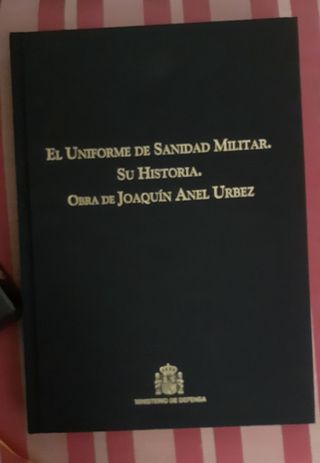 EL UNIFORME DE SANIDAD MILITAR.
SU HISTORIA.
OBRA DE JOAQUÍN ANEL URBEZ
MINISTERIO DE DEFENSA